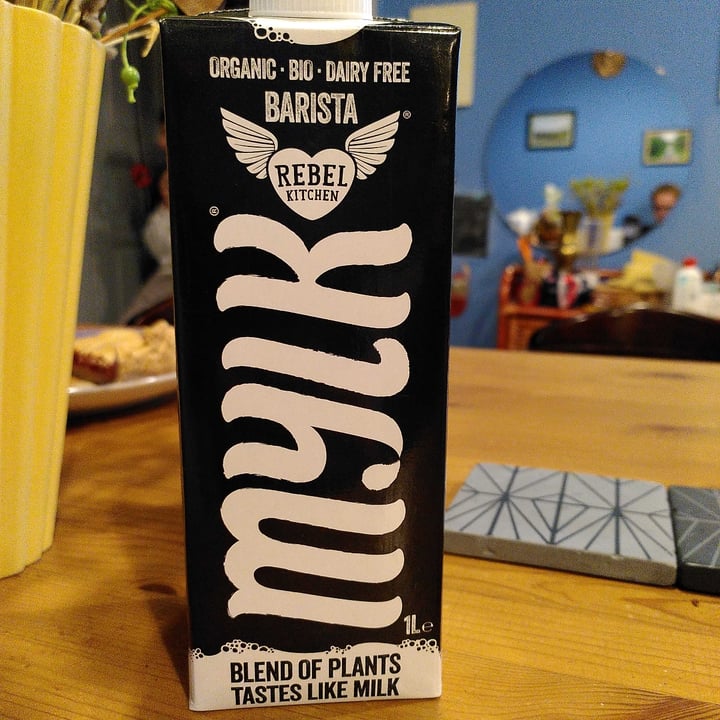 ORGANIC · BIO · DAIRY FREE
BARISTA
®
REBEL
KITCHEN
®
MYLK
1L e
BLEND OF PLANTS
TASTES LIKE MILK